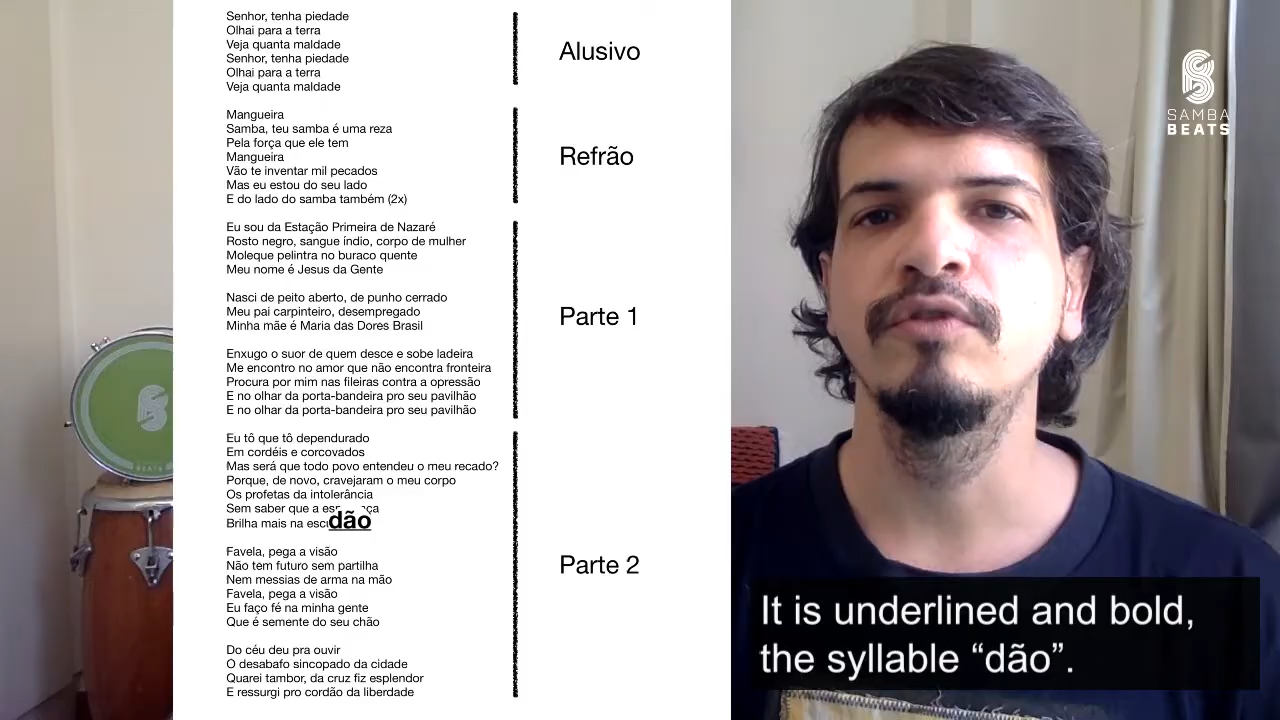 Senhor, tenha piedade
Olhai para a terra
Veja quanta maldade
Senhor, tenha piedade
Olhai para a terra
Veja quanta maldade
Alusivo
Mangueira
Samba, teu samba é uma reza
Pela força que ele tem
Mangueira
Vão te inventar mil pecados
Mas eu estou do seu lado
E do lado do samba também (2x)
Refrão
Eu sou da Estação Primeira de Nazaré
Rosto negro, sangue índio, corpo de mulher
Moleque pelintra no buraco quente
Meu nome é Jesus da Gente
Nasci de peito aberto, de punho cerrado
Meu pai carpinteiro, desempregado
Minha mãe é Maria das Dores Brasil
Enxugo o suor de quem desce e sobe ladeira
Me encontro no amor que não encontra fronteira
Procura por mim nas fileiras contra a opressão
E no olhar da porta-bandeira pro seu pavilhão
E no olhar da porta-bandeira pro seu pavilhão
Parte 1
Eu tô que tô dependurado
Em cordéis e corcovados
Mas será que todo povo entendeu o meu recado?
Porque, de novo, cravejaram o meu corpo
Os profetas da intolerância
Sem saber que a
Brilha mais na escudão
Favela, pega a visão
Não tem futuro sem partilha
Nem messias de arma na mão
Favela, pega a visão
Eu faço fé na minha gente
Que é semente do seu chão
Do céu deu pra ouvir
O desabafo sincopado da cidade
Quarei tambor, da cruz fiz esplendor
E ressurgi pro cordão da liberdade
Parte 2
SAMBA
BEATS
BEATS
It is underlined and bold,
the syllable “dão”.